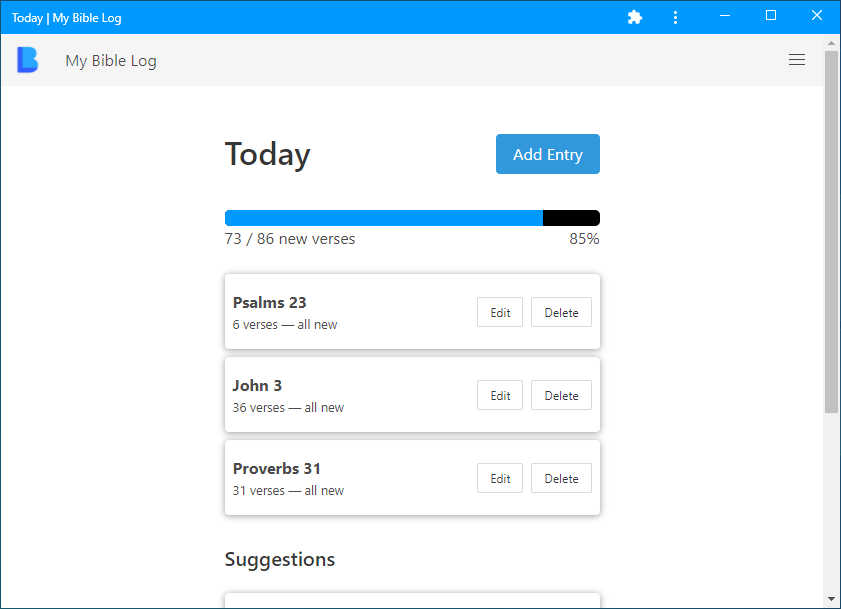 Today | My Bible Log
My Bible Log
Today
Add Entry
73 / 86 new verses
85%
Psalms 23
6 verses — all new
Edit
Delete
John 3
36 verses — all new
Edit
Delete
Proverbs 31
31 verses — all new
Edit
Delete
Suggestions